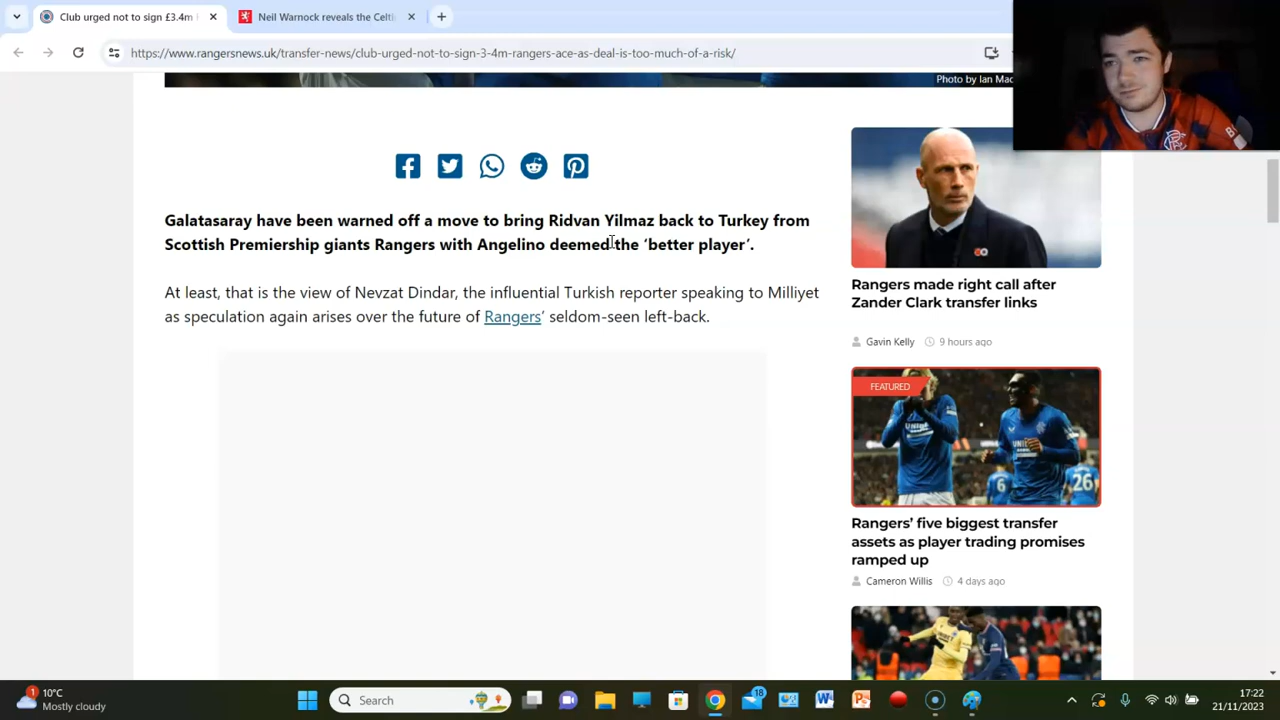 Club urged not to sign £3.4m
Neil Warnock reveals the Celti
https://www.rangersnews.uk/transfer-news/club-urged-not-to-sign-3-4m-rangers-ace-as-deal-is-too-much-of-a-risk/
Photo by Ian Mac
Galatasaray have been warned off a move to bring Ridvan Yilmaz back to Turkey from
Scottish Premiership giants Rangers with Angelino deemed the ‘better player’.
At least, that is the view of Nevzat Dindar, the influential Turkish reporter speaking to Milliyet
as speculation again arises over the future of Rangers’ seldom-seen left-back.
Rangers made right call after
Zander Clark transfer links
Gavin Kelly 9 hours ago
FEATURED
UNIBET
6
26
Rangers’ five biggest transfer
assets as player trading promises
ramped up
Cameron Willis 4 days ago
1
10°C
Mostly cloudy
Search
18
17:22
21/11/2023